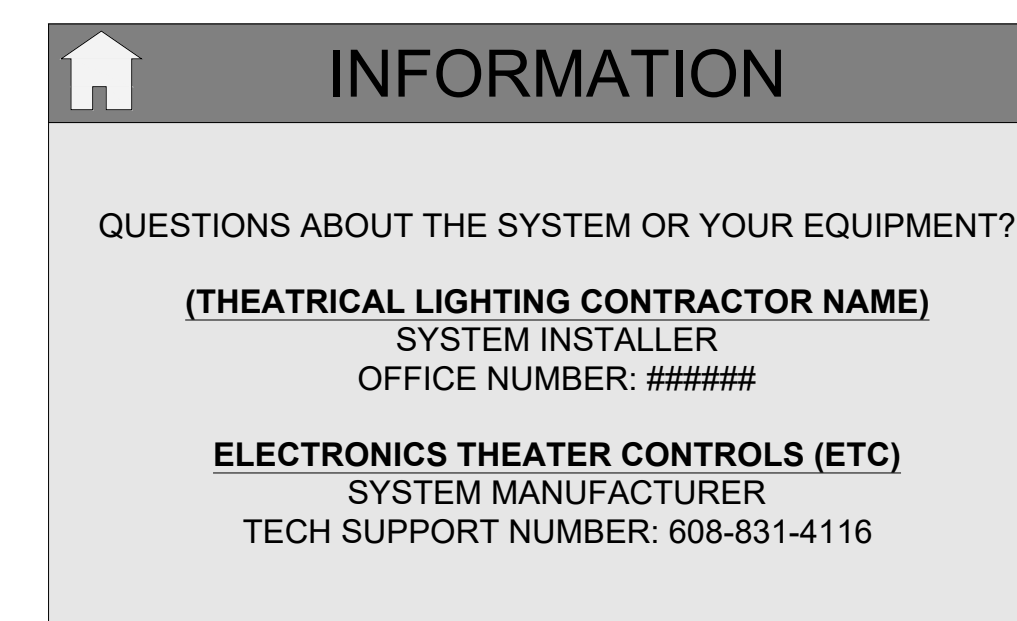 INFORMATION
QUESTIONS ABOUT THE SYSTEM OR YOUR EQUIPMENT?
(THEATRICAL LIGHTING CONTRACTOR NAME)
SYSTEM INSTALLER
OFFICE NUMBER: ######
ELECTRONICS THEATER CONTROLS (ETC)
SYSTEM MANUFACTURER
TECH SUPPORT NUMBER: 608-831-4116